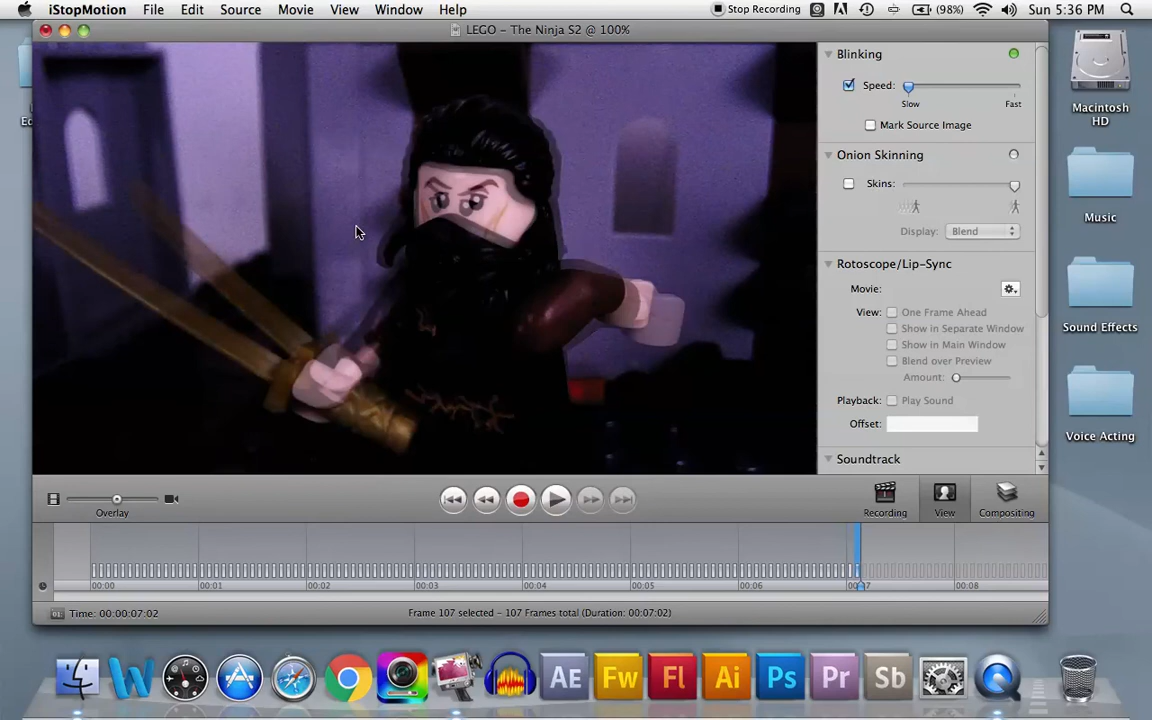 iStopMotion File Edit Source Movie View Window Help Stop Recording (98%) Sun 5:36 PM
LEGO - The Ninja S2 @ 100%
Blinking
Speed:
Slow Fast
Mark Source Image
Onion Skinning
Skins:
Display: Blend
Rotoscope/Lip-Sync
Movie:
View: One Frame Ahead
Show in Separate Window
Show in Main Window
Blend over Preview
Amount:
Playback: Play Sound
Offset:
Soundtrack
Macintosh
HD
Music
Sound Effects
Voice Acting
Overlay
Recording View Compositing
00:00 00:01 00:02 00:03 00:04 00:05 00:06 00:08
Time: 00:00:07:02
Frame 107 selected - 107 Frames total (Duration: 00:07:02)
W AE Fw Fl Ai Ps Pr Sb